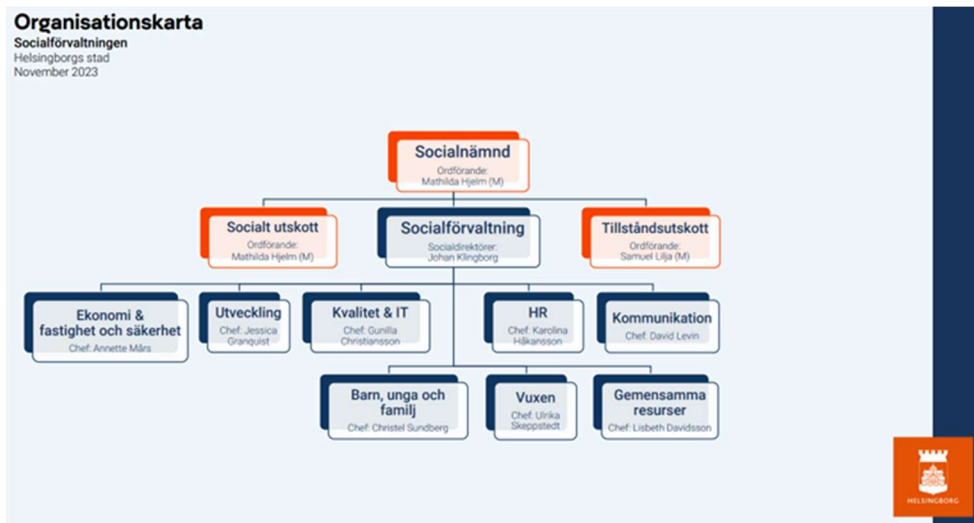 Organisationskarta
Socialförvaltningen
Helsingborgs stad
November 2023
Socialnämnd
Ordförande:
Mathilda Hjelm (M)
Socialt utskott
Ordförande:
Mathilda Hjelm (M)
Socialförvaltning
Socialdirektörer:
Johan Klingborg
Tillståndsutskott
Ordförande:
Samuel Lilja (M)
Ekonomi &
fastighet och säkerhet
Chef: Annette Mårs
Utveckling
Chef: Jessica
Granquist
Kvalitet & IT
Chef: Gunilla
Christiansson
HR
Chef: Karolina
Håkansson
Kommunikation
Chef: David Levin
Barn, unga och
familj
Chef: Christel Sundberg
Vuxen
Chef: Ulrika
Skeppstedt
Gemensamma
resurser
Chef: Lisbeth Davidsson
HELSINGBORG